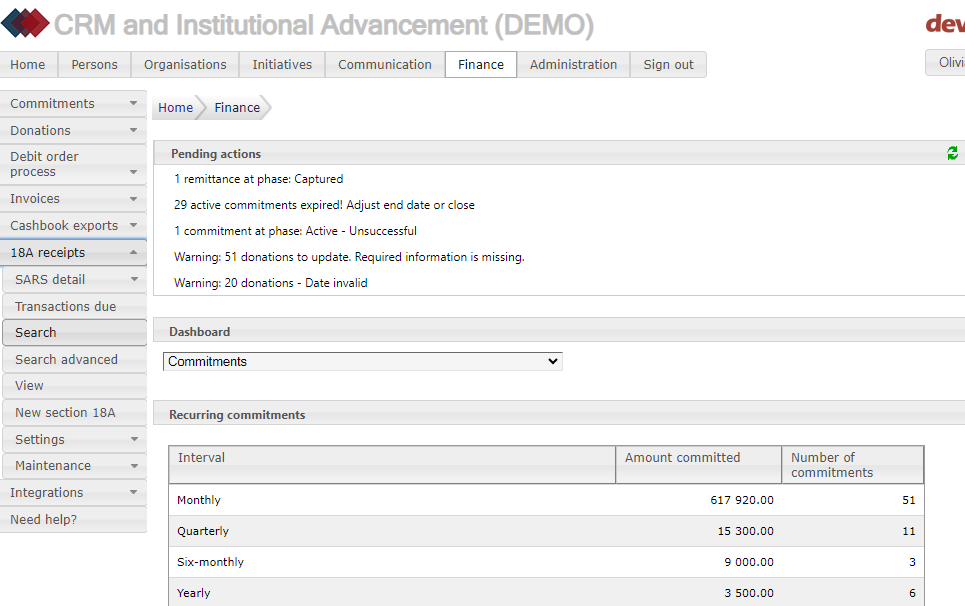 CRM and Institutional Advancement (DEMO)
dev
Home Persons Organisations Initiatives Communication Finance Administration Sign out
Olivi
Commitments
Donations
Debit order
process
Invoices
Cashbook exports
18A receipts
SARS detail
Transactions due
Search
Search advanced
View
New section 18A
Settings
Maintenance
Integrations
Need help?
Home Finance
Pending actions
1 remittance at phase: Captured
29 active commitments expired! Adjust end date or close
1 commitment at phase: Active - Unsuccessful
Warning: 51 donations to update. Required information is missing.
Warning: 20 donations - Date invalid
Dashboard
Commitments
Recurring commitments
Interval Amount committed Number of
commitments
Monthly 617 920.00 51
Quarterly 15 300.00 11
Six-monthly 9 000.00 3
Yearly 3 500.00 6